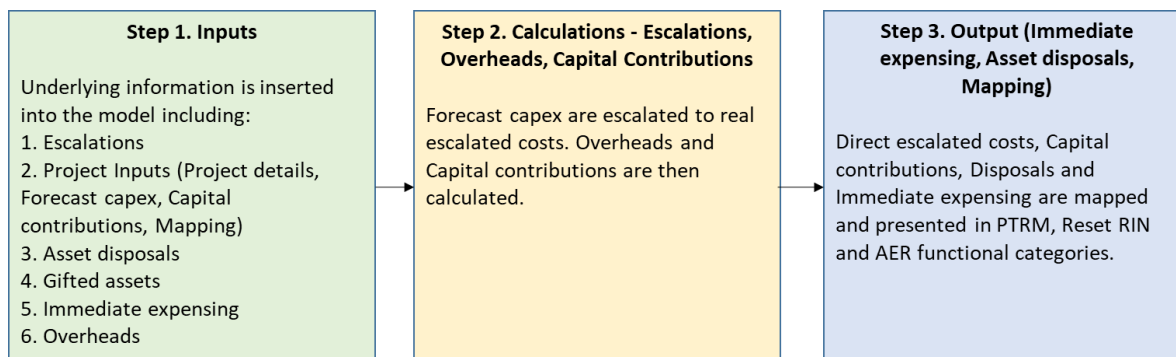 Step 1. Inputs
Underlying information is inserted
into the model including:
1. Escalations
2. Project Inputs (Project details,
Forecast capex, Capital
contributions, Mapping)
3. Asset disposals
4. Gifted assets
5. Immediate expensing
6. Overheads
Step 2. Calculations - Escalations,
Overheads, Capital Contributions
Forecast capex are escalated to real
escalated costs. Overheads and
Capital contributions are then
calculated.
Step 3. Output (Immediate
expensing, Asset disposals,
Mapping)
Direct escalated costs, Capital
contributions, Disposals and
Immediate expensing are mapped
and presented in PTRM, Reset RIN
and AER functional categories.